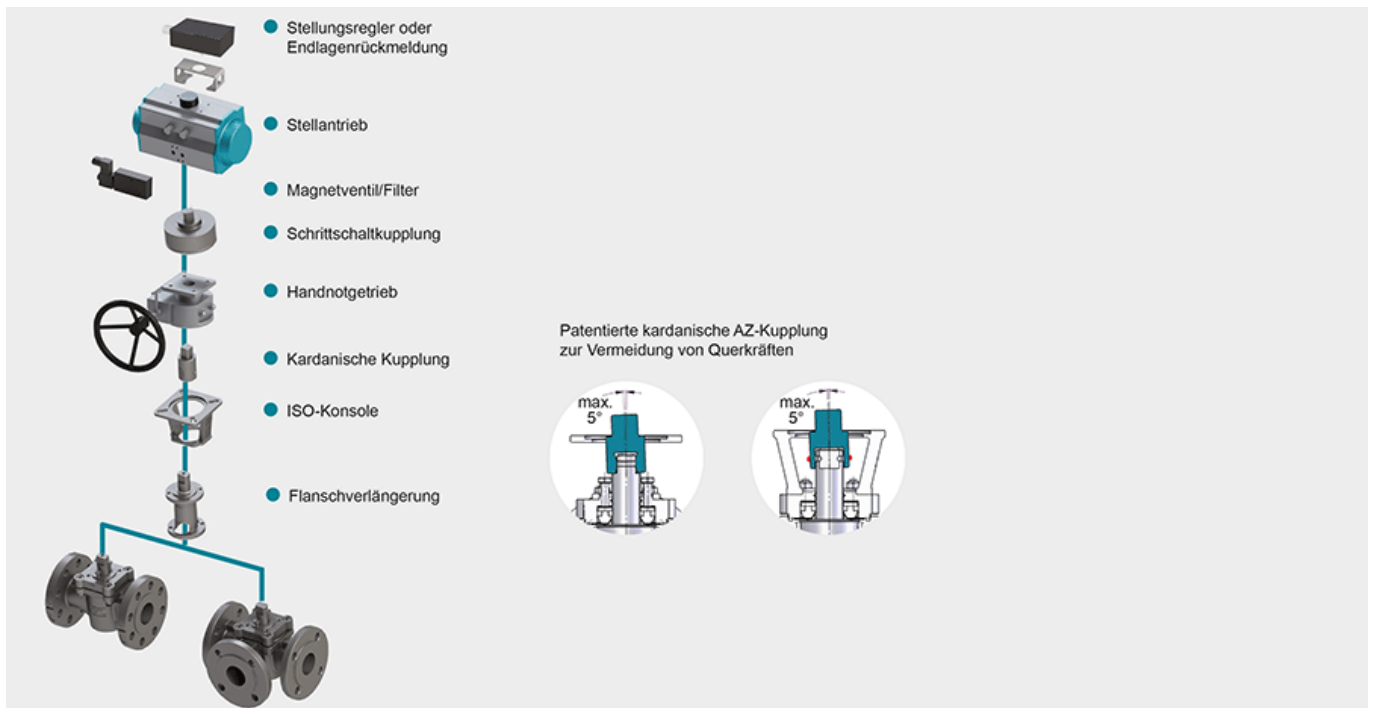 Stellungsregler oder
Endlagenrückmeldung
Stellantrieb
Magnetventil/Filter
Schrittschaltkupplung
Handnotgetrieb
Kardanische Kupplung
ISO-Konsole
Flanschverlängerung
Patentierte kardanische AZ-Kupplung
zur Vermeidung von Querkräften
max.
5°
max.
5°